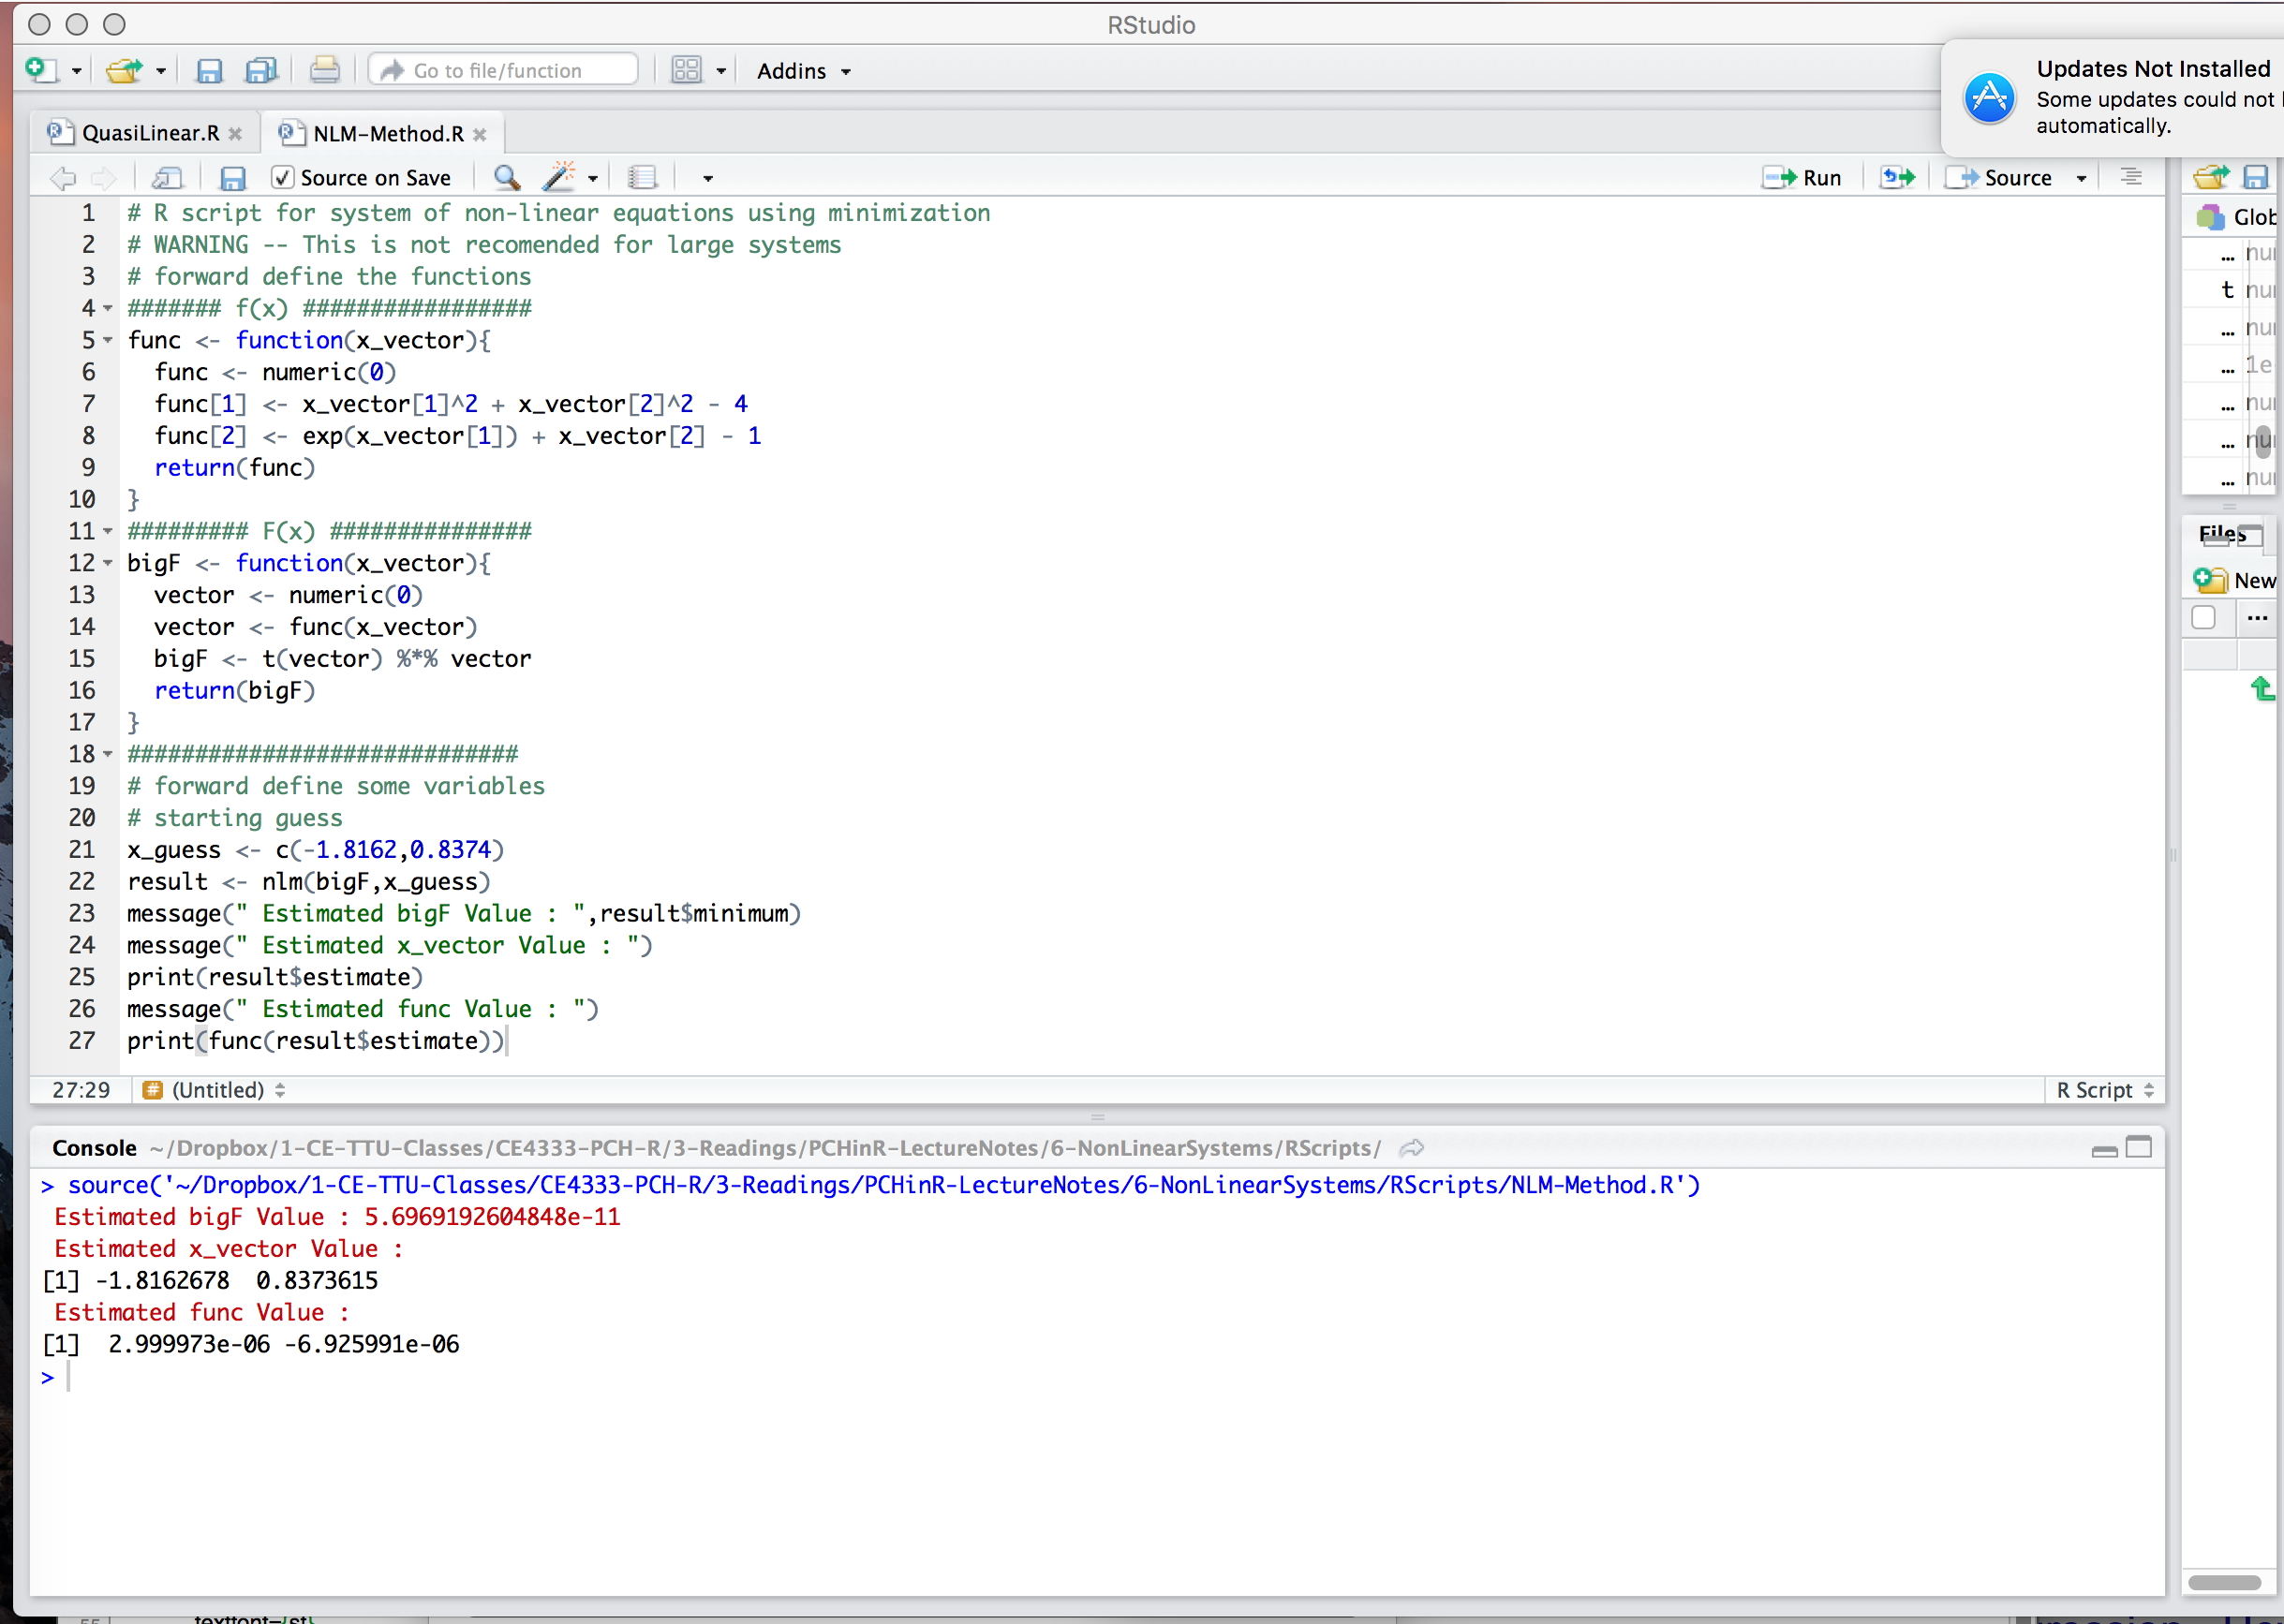 RStudio
Go to file/function
Addins
Updates Not Installed
Some updates could not
automatically.
QuasiLinear.R
NLM-Method.R
Source on Save
Run
Source
1 # R script for system of non-linear equations using minimization
2 # WARNING -- This is not recomended for large systems
3 # forward define the functions
4 ####### f(x) #################
5 func <- function(x_vector){
6   func <- numeric(0)
7   func[1] <- x_vector[1]^2 + x_vector[2]^2 - 4
8   func[2] <- exp(x_vector[1]) + x_vector[2] - 1
9   return(func)
10 }
11 ######### F(x) ###############
12 bigF <- function(x_vector){
13   vector <- numeric(0)
14   vector <- func(x_vector)
15   bigF <- t(vector) %*% vector
16   return(bigF)
17 }
18 #############################
19 # forward define some variables
20 # starting guess
21 x_guess <- c(-1.8162,0.8374)
22 result <- nlm(bigF,x_guess)
23 message(" Estimated bigF Value : ",result$minimum)
24 message(" Estimated x_vector Value : ")
25 print(result$estimate)
26 message(" Estimated func Value : ")
27 print(func(result$estimate))
27:29 # (Untitled)
R Script
Console ~/Dropbox/1-CE-TTU-Classes/CE4333-PCH-R/3-Readings/PCHinR-LectureNotes/6-NonLinearSystems/RScripts/
> source('~/Dropbox/1-CE-TTU-Classes/CE4333-PCH-R/3-Readings/PCHinR-LectureNotes/6-NonLinearSystems/RScripts/NLM-Method.R')
 Estimated bigF Value : 5.6969192604848e-11
 Estimated x_vector Value :
[1] -1.8162678  0.8373615
 Estimated func Value :
[1]  2.999973e-06 -6.925991e-06
>
Glob
...
t
...
... 1e
...
...
...
Files
New
...